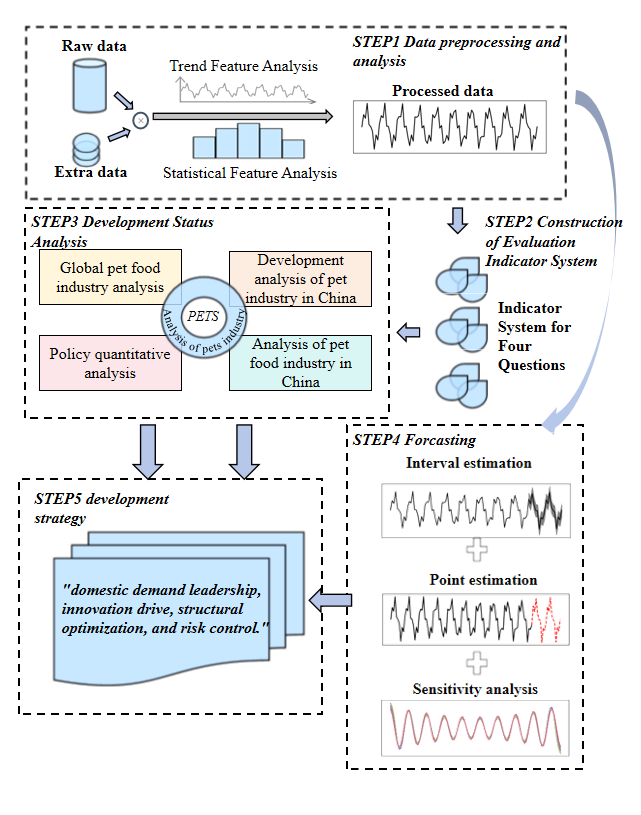 Raw data
Extra data
Trend Feature Analysis
Statistical Feature Analysis
STEP1 Data preprocessing and
analysis
Processed data
STEP2 Construction
of Evaluation
Indicator System
Indicator
System for
Four
Questions
STEP3 Development Status
Analysis
Global pet food
industry analysis
Development
analysis of pet
industry in China
PETS
Analysis of pets industry
Policy quantitative
analysis
Analysis of pet
food industry in
China
STEP4 Forcasting
Interval estimation
Point estimation
Sensitivity analysis
STEP5 development
strategy
"domestic demand leadership,
innovation drive, structural
optimization, and risk control."